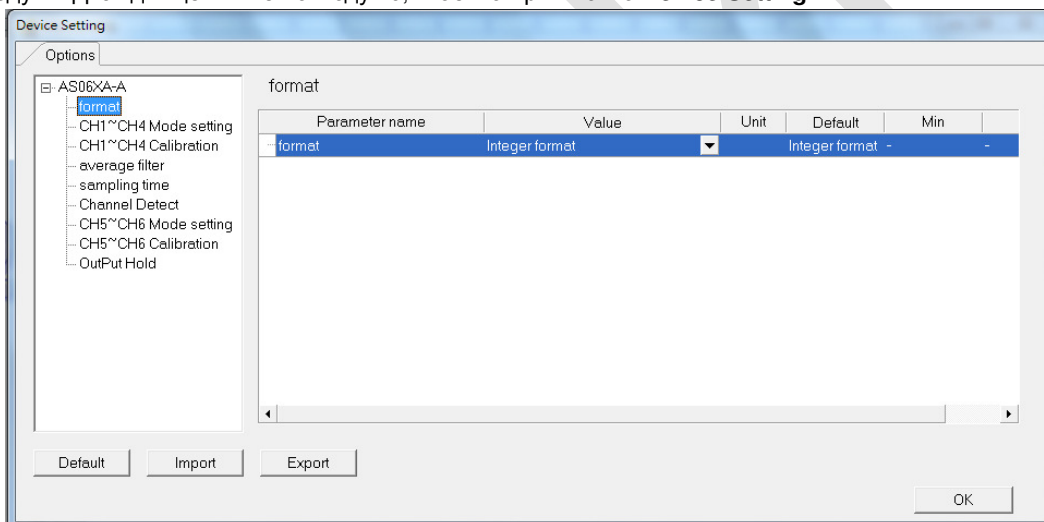 Device Setting
Options
AS06XA-A
format
CH1~CH4 Mode setting
CH1~CH4 Calibration
average filter
sampling time
Channel Detect
CH5~CH6 Mode setting
CH5~CH6 Calibration
OutPut Hold
format
Parameter name Value Unit Default Min
format Integer format Integer format - -
Default Import Export
OK